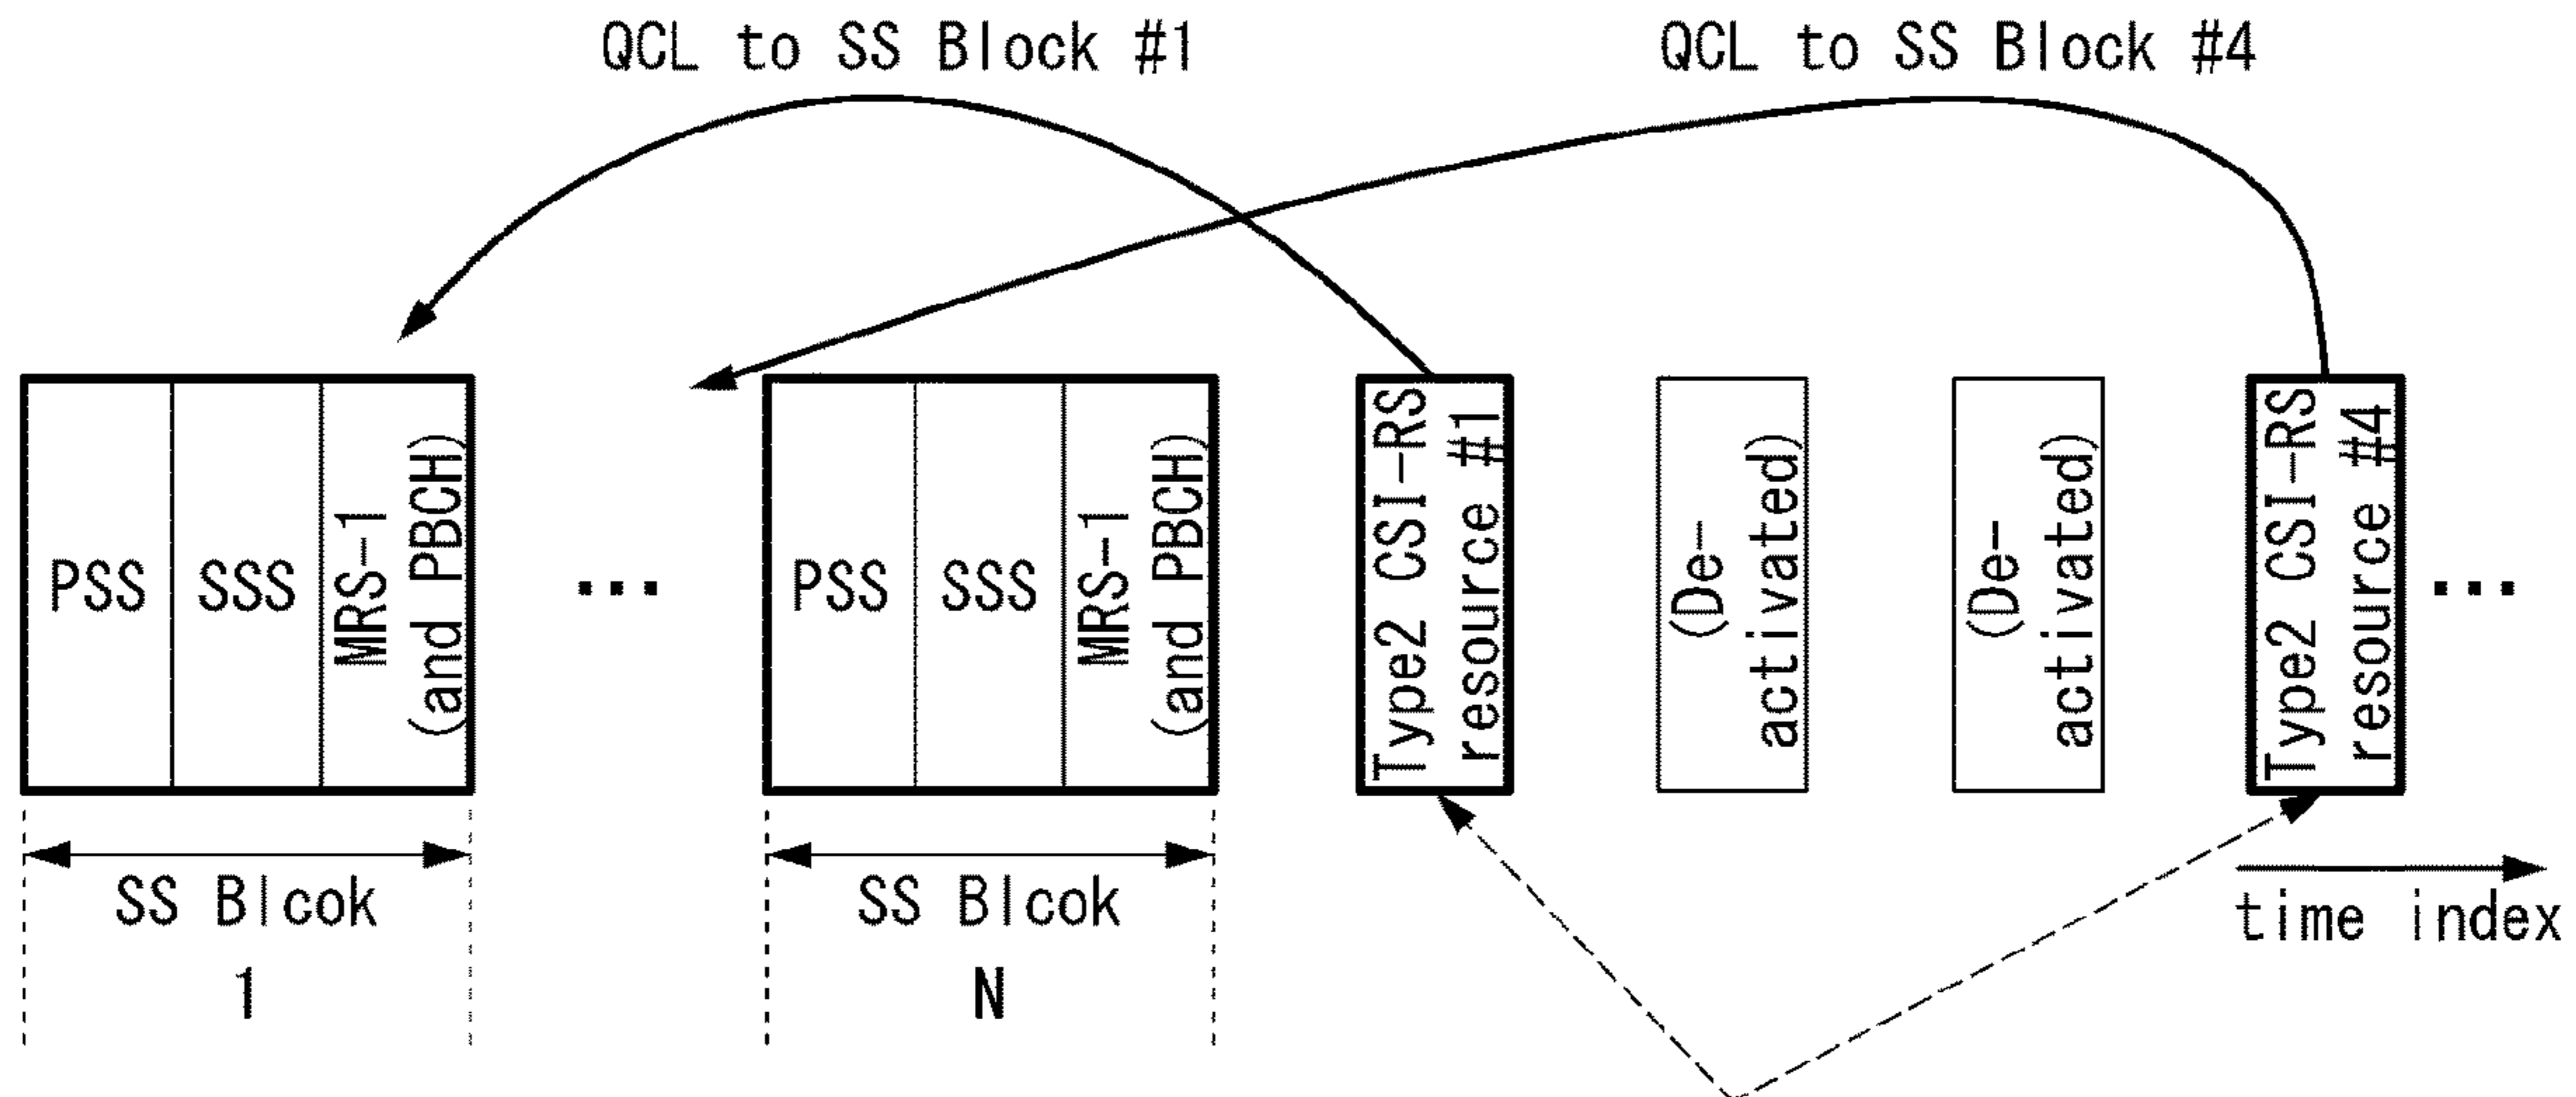 QCL to SS Block #1
QCL to SS Block #4
PSS
SSS
MRS-1
(and PBCH)
...
PSS
SSS
MRS-1
(and PBCH)
Type2 CSI-RS
resource #1
(De-
activated)
(De-
activated)
Type2 CSI-RS
resource #4
...
SS Blcok
1
SS Blcok
N
time index